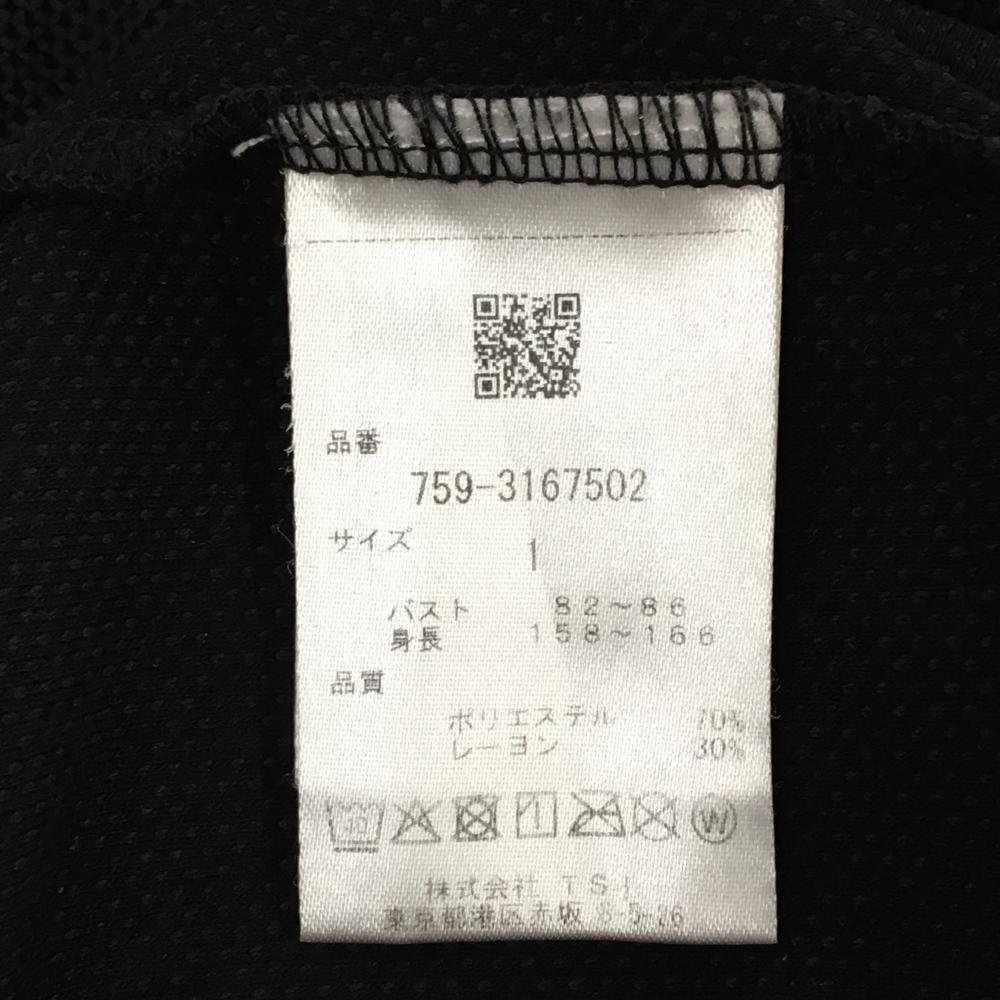 品番
759-3167502
サイズ 1
バスト 82～86
身長 158～166
品質
ポリエステル 70%
レーヨン 30%
40
W
株式会社 TSI
東京都港区赤坂 8-5-26